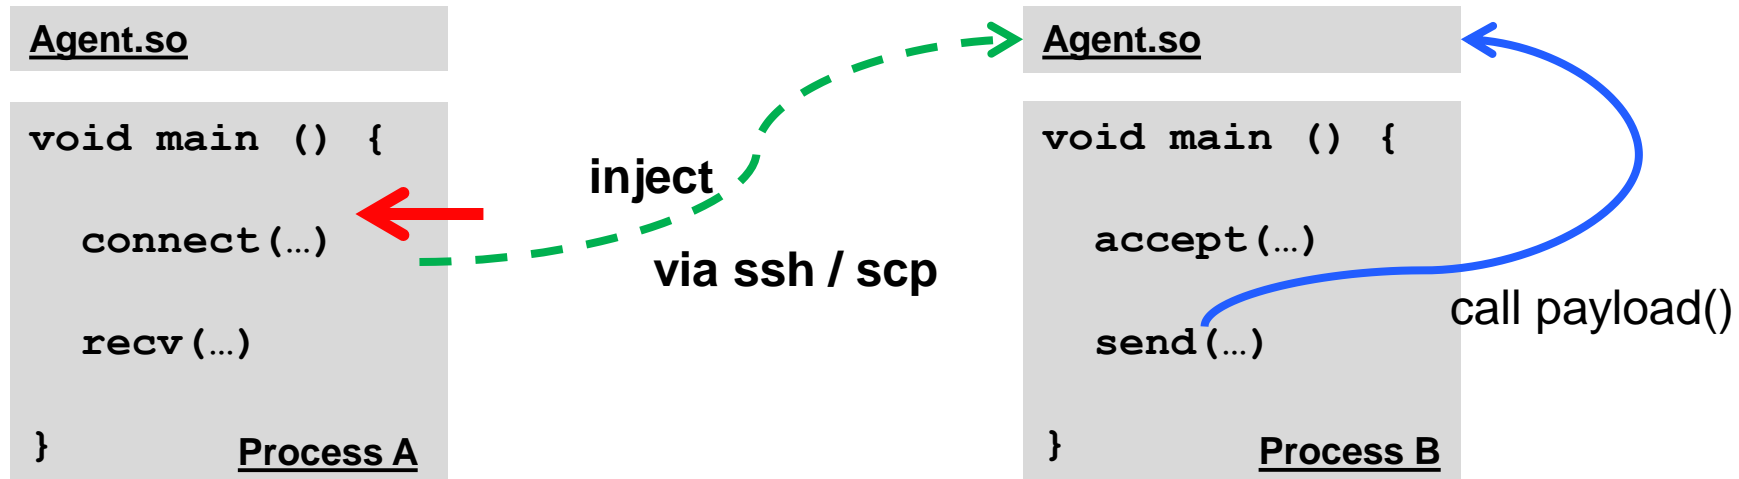 Agent.so
void main () {
connect(…)
recv(…)
}
Process A
inject
via ssh / scp
Agent.so
void main () {
accept(…)
send(…)
}
Process B
call payload()